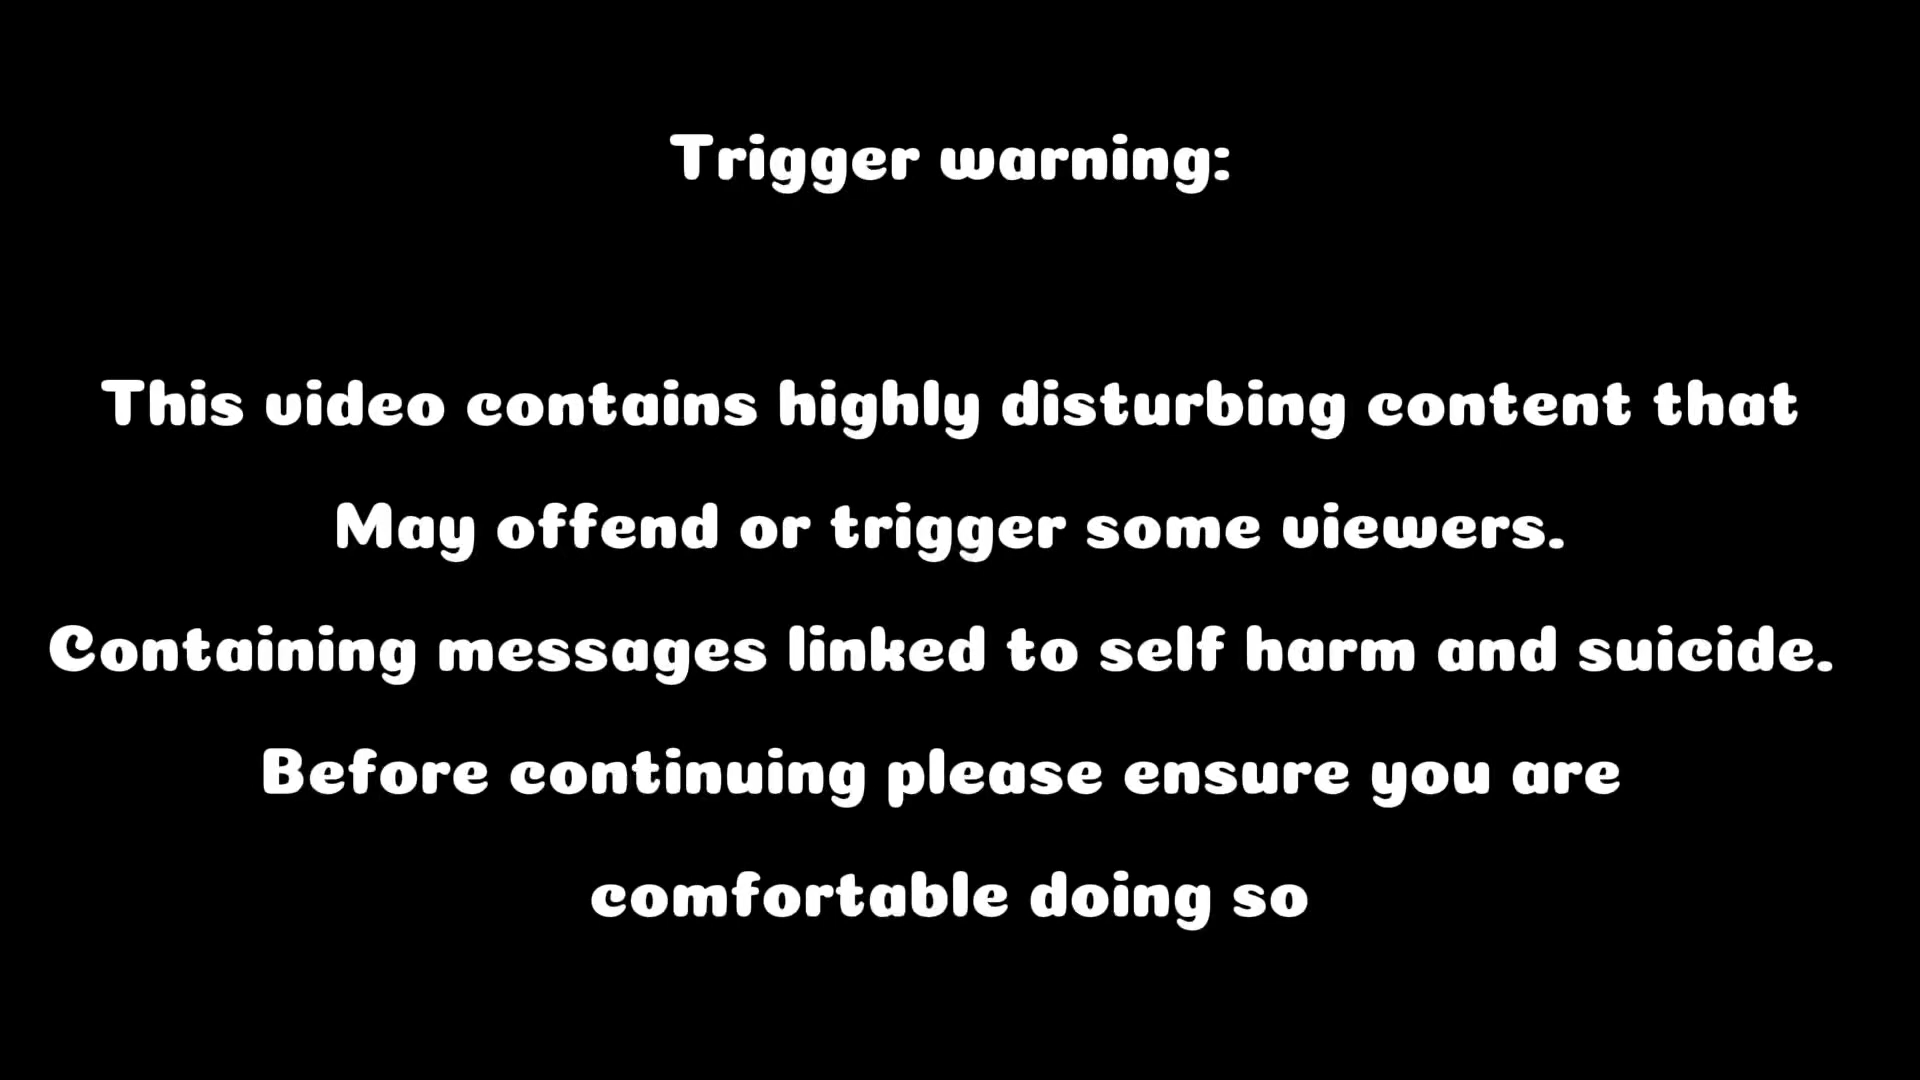 Trigger warning:
This video contains highly disturbing content that
May offend or trigger some viewers.
Containing messages linked to self harm and suicide.
Before continuing please ensure you are
comfortable doing so